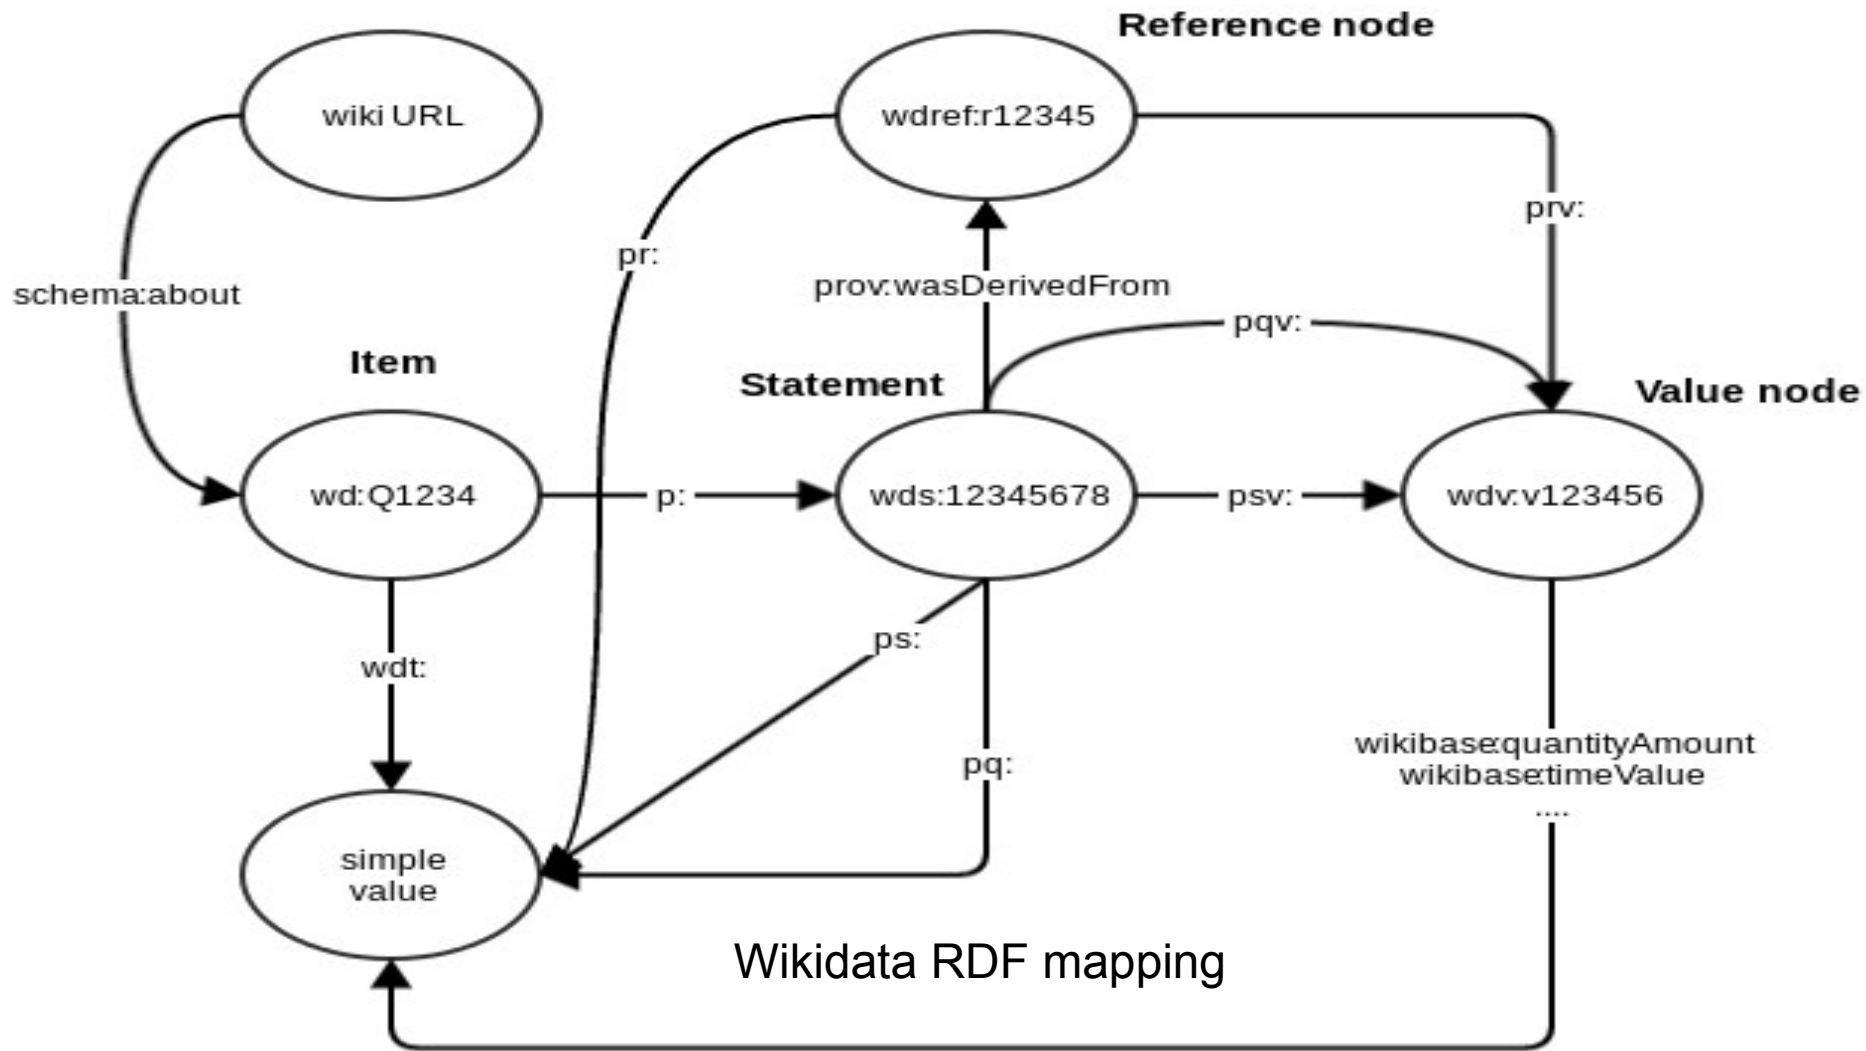 Reference node
wiki URL
wdref:r12345
prv:
pr:
prov:wasDerivedFrom
schema:about
pqv:
Item
Statement
Value node
wd:Q1234
p:
wds:12345678
psv:
wdv:v123456
ps:
wdt:
wikibase:quantityAmount
wikibase:timeValue
....
pq:
simple
value
Wikidata RDF mapping